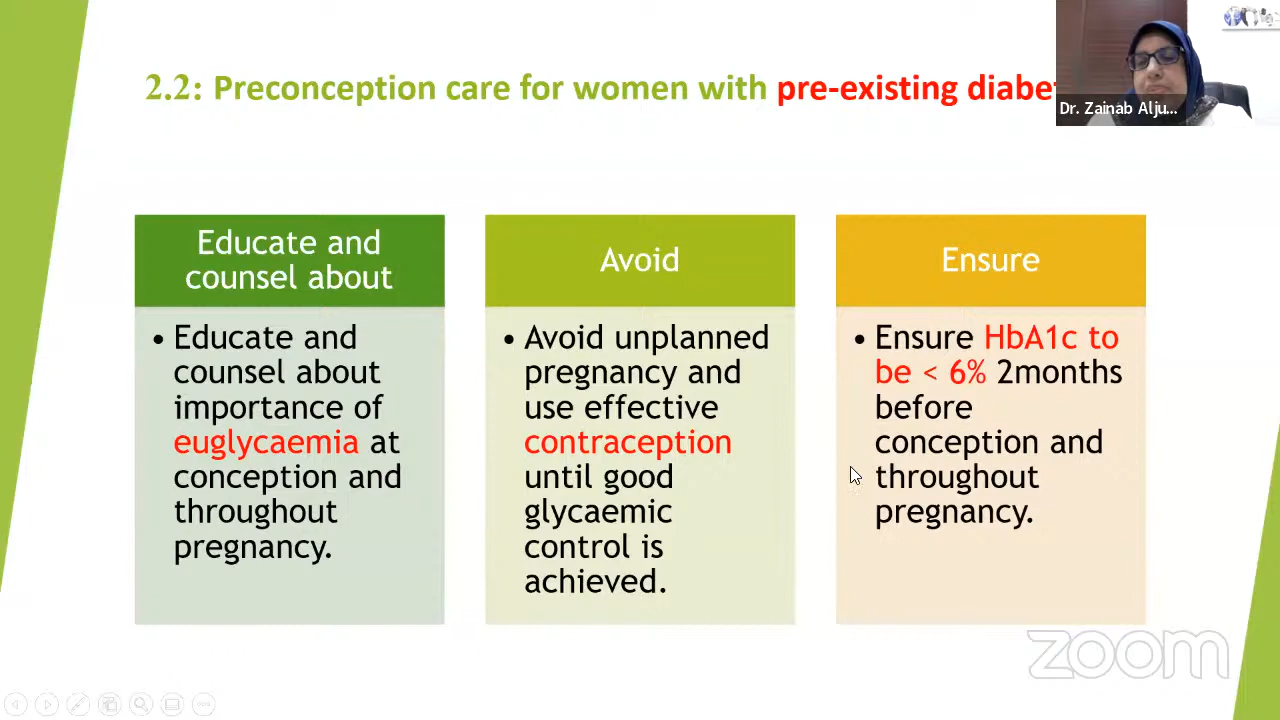 2.2: Preconception care for women with pre-existing diabe
Dr. Zainab Alju...
Educate and
counsel about
• Educate and
counsel about
importance of
euglycaemia at
conception and
throughout
pregnancy.
Avoid
• Avoid unplanned
pregnancy and
use effective
contraception
until good
glycaemic
control is
achieved.
Ensure
• Ensure HbA1c to
be < 6% 2months
before
conception and
throughout
pregnancy.
zoom